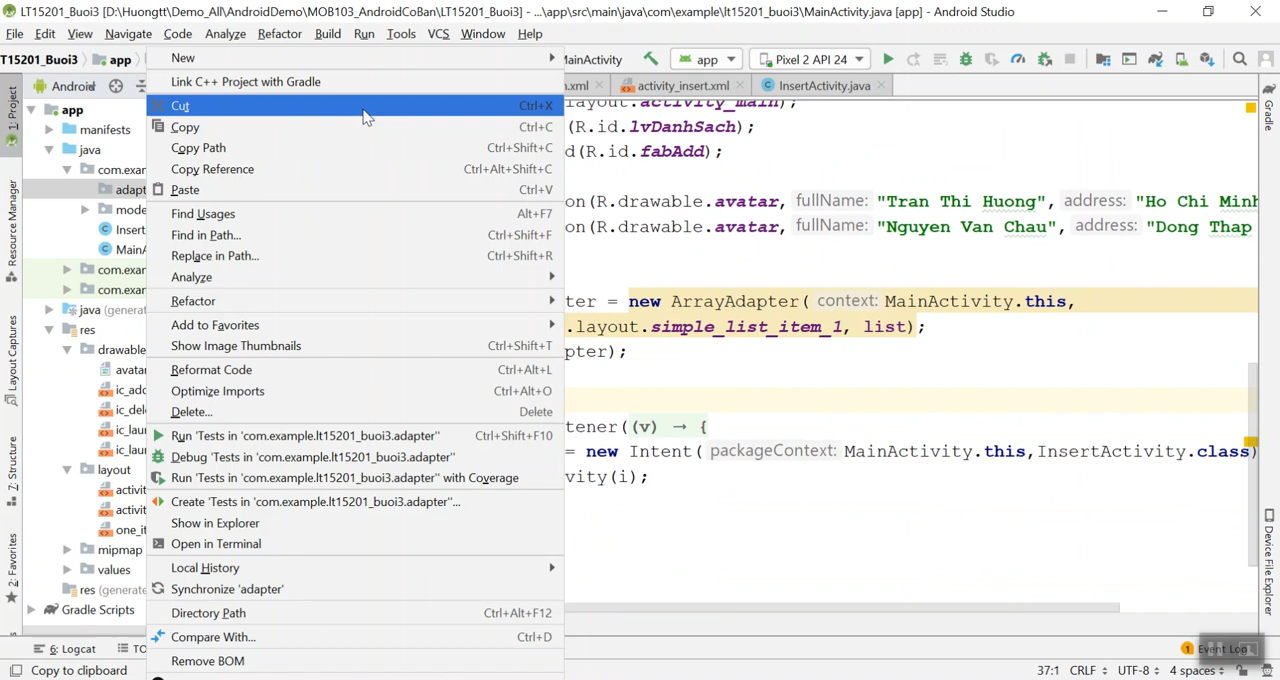 LT15201_Buoi3 [D:\Huongtt\Demo_All\AndroidDemo\MOB103_AndroidCoBan\LT15201_Buoi3] - ...\app\src\main\java\com\example\lt15201_buoi3\MainActivity.java [app] - Android Studio
File Edit View Navigate Code Analyze Refactor Build Run Tools VCS Window Help
T15201_Buoi3 app MainActivity app Pixel 2 API 24
1: Project
Resource Manager
Layout Captures
7: Structure
2: Favorites
Android
app
manifests
java
com.exar
adapt
mode
Insert
MainA
com.exar
com.exar
java (genera
res
drawable
avata
ic_add
ic_del
ic_lau
ic_lau
layout
activit
activit
one_it
mipmap
values
res (generate
Gradle Scripts
New
Link C++ Project with Gradle
Cut Ctrl+X
Copy Ctrl+C
Copy Path Ctrl+Shift+C
Copy Reference Ctrl+Alt+Shift+C
Paste Ctrl+V
Find Usages Alt+F7
Find in Path... Ctrl+Shift+F
Replace in Path... Ctrl+Shift+R
Analyze
Refactor
Add to Favorites
Show Image Thumbnails Ctrl+Shift+T
Reformat Code Ctrl+Alt+L
Optimize Imports Ctrl+Alt+O
Delete... Delete
Run 'Tests in 'com.example.lt15201_buoi3.adapter'' Ctrl+Shift+F10
Debug 'Tests in 'com.example.lt15201_buoi3.adapter''
Run 'Tests in 'com.example.lt15201_buoi3.adapter'' with Coverage
Create 'Tests in 'com.example.lt15201_buoi3.adapter''...
Show in Explorer
Open in Terminal
Local History
Synchronize 'adapter'
Directory Path Ctrl+Alt+F12
Compare With... Ctrl+D
Remove BOM
n.xml activity_insert.xml InsertActivity.java
layout.activity_main);
(R.id.lvDanhSach);
d(R.id.fabAdd);
on(R.drawable.avatar, fullName: "Tran Thi Huong", address: "Ho Chi Minh
on(R.drawable.avatar, fullName: "Nguyen Van Chau", address: "Dong Thap
ter = new ArrayAdapter( context: MainActivity.this,
.layout.simple_list_item_1, list);
pter);
tener((v) → {
= new Intent( packageContext: MainActivity.this,InsertActivity.class)
vity(i);
Gradle
Device File Explorer
6: Logcat TO
1 Event Log
Copy to clipboard 37:1 CRLF UTF-8 4 spaces